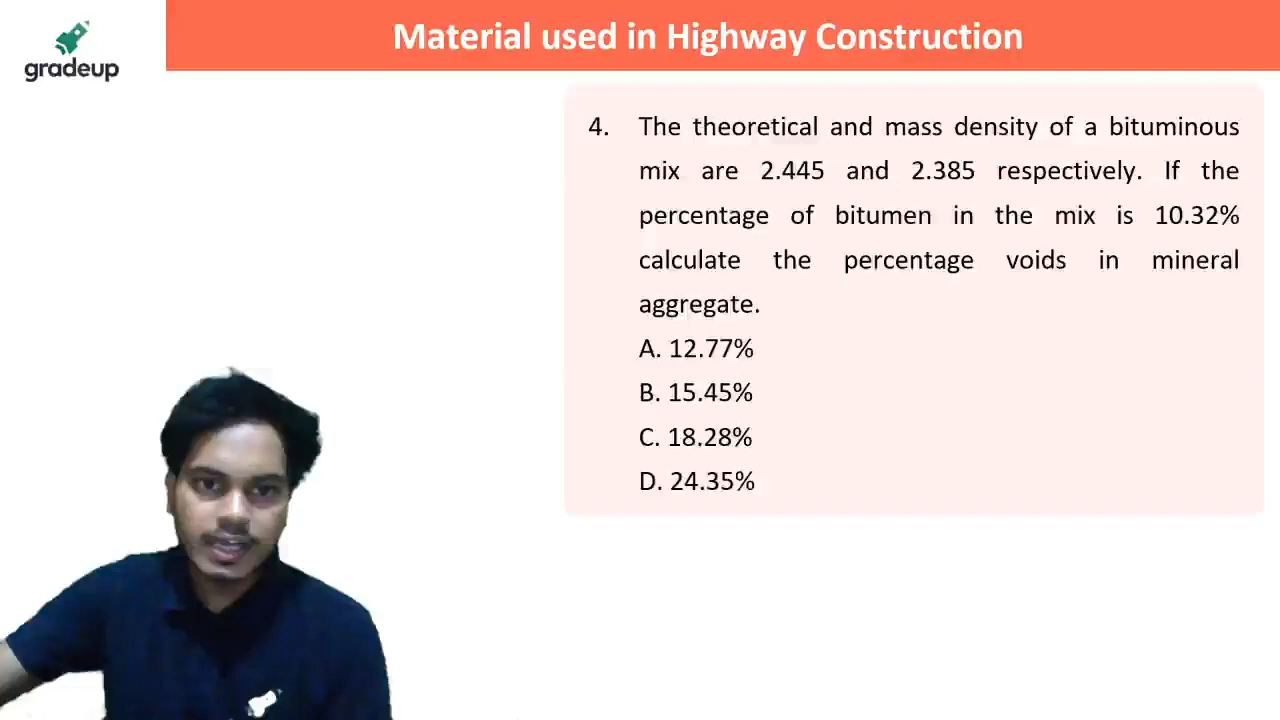 Material used in Highway Construction
gradeup
4. The theoretical and mass density of a bituminous
mix are 2.445 and 2.385 respectively. If the
percentage of bitumen in the mix is 10.32%
calculate the percentage voids in mineral
aggregate.
A. 12.77%
B. 15.45%
C. 18.28%
D. 24.35%